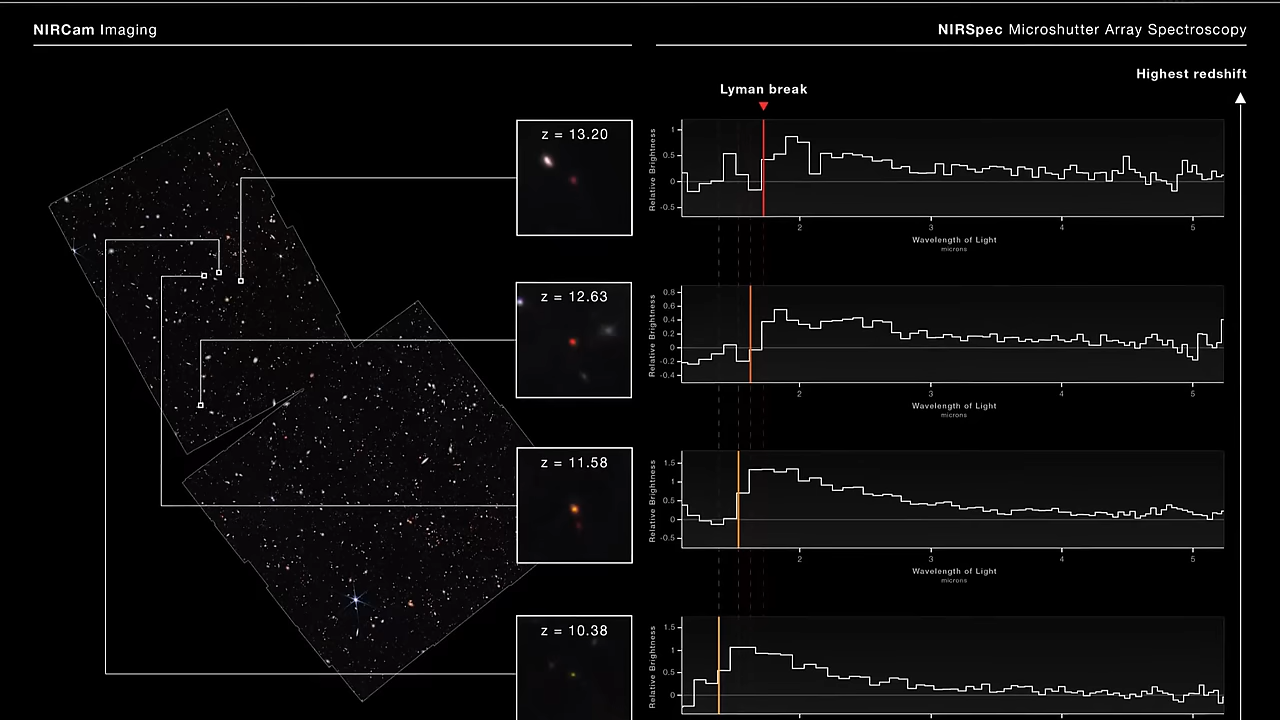 NIRCam Imaging
NIRSpec Microshutter Array Spectroscopy
Highest redshift
Lyman break
z = 13.20
Relative Brightness
1
0.5
0
-0.5
2 3 4 5
Wavelength of Light
microns
z = 12.63
Relative Brightness
0.8
0.6
0.4
0.2
0
-0.2
-0.4
2 3 4 5
Wavelength of Light
microns
z = 11.58
Relative Brightness
1.5
1
0.5
0
-0.5
2 3 4 5
Wavelength of Light
microns
z = 10.38
Relative Brightness
1.5
1
0.5
0